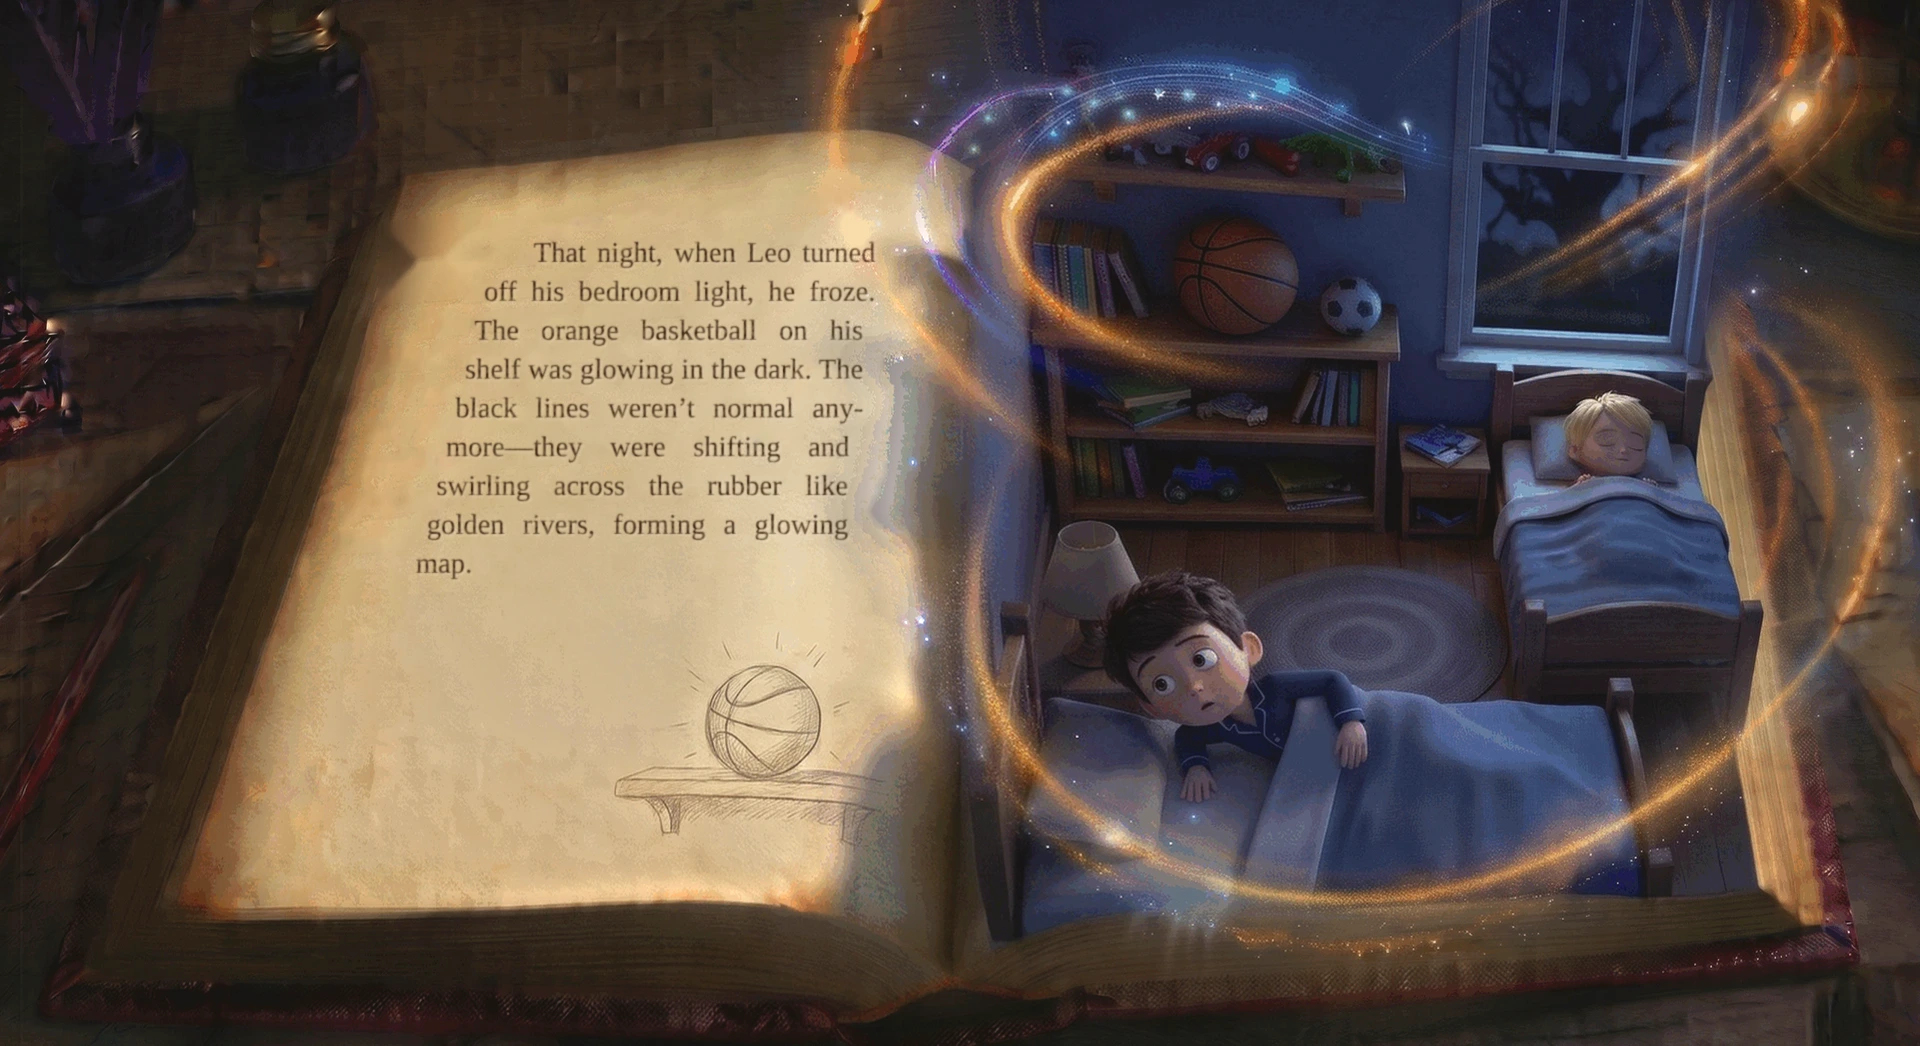 That night, when Leo turned
off his bedroom light, he froze.
The orange basketball on his
shelf was glowing in the dark. The
black lines weren’t normal any-
more—they were shifting and
swirling across the rubber like
golden rivers, forming a glowing
map.